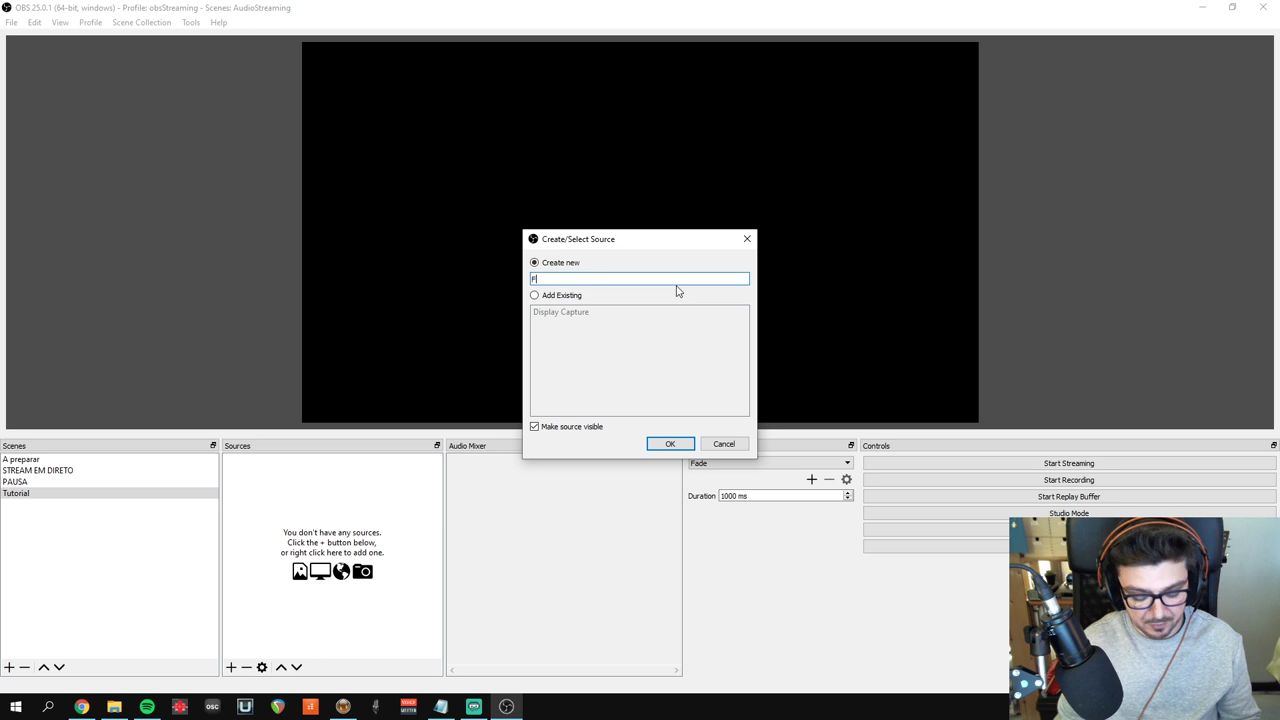 OBS 25.0.1 (64-bit, windows) - Profile: obsStreaming - Scenes: AudioStreaming
File Edit View Profile Scene Collection Tools Help
Create/Select Source
Create new
F
Add Existing
Display Capture
Make source visible
OK Cancel
Scenes
A preparar
STREAM EM DIRETO
PAUSA
Tutorial
Sources
You don't have any sources.
Click the + button below,
or right click here to add one.
Audio Mixer
Fade
Duration 1000 ms
Controls
Start Streaming
Start Recording
Start Replay Buffer
Studio Mode
OSC